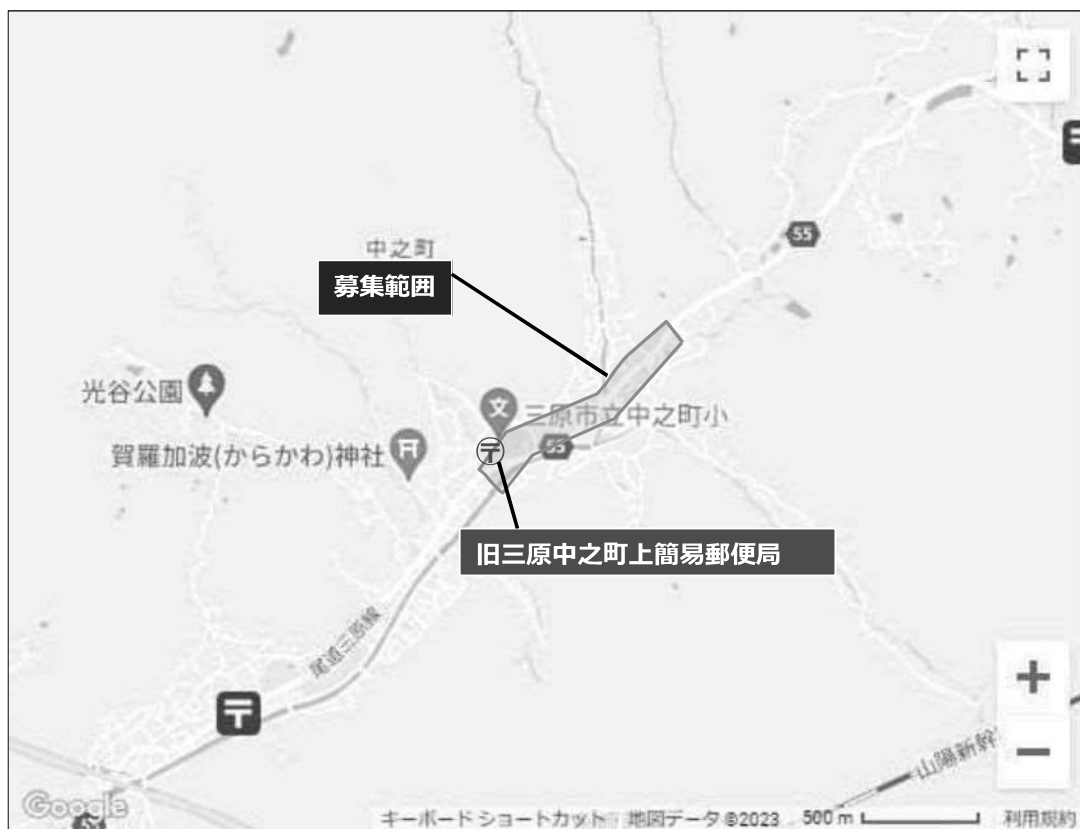 中之町
55
募集範囲
光谷公園
文
三原市立中之町小
賀羅加波(からかわ)神社
〒
55
旧三原中之町上簡易郵便局
尾道三原線
〒
山陽新幹
Google
55
キーボード ショートカット
地図データ ©2023
500 m
利用規約